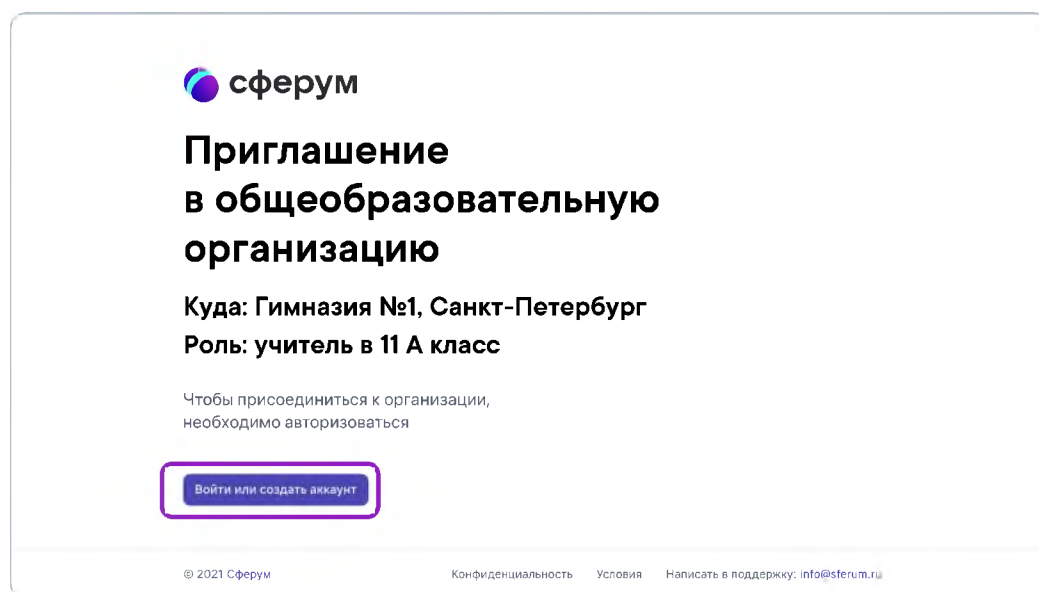 сферум
Приглашение
в общеобразовательную
организацию
Куда: Гимназия №1, Санкт-Петербург
Роль: учитель в 11 А класс
Чтобы присоединиться к организации,
необходимо авторизоваться
Войти или создать аккаунт
© 2021 Сферум Конфиденциальность Условия Написать в поддержку: info@sferum.ru